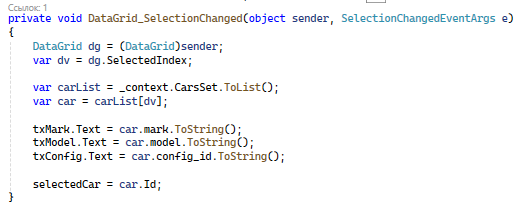 Ссылок: 1
private void DataGrid_SelectionChanged(object sender, SelectionChangedEventArgs e)
{
DataGrid dg = (DataGrid)sender;
var dv = dg.SelectedIndex;
var carList = _context.CarsSet.ToList();
var car = carList[dv];
txMark.Text = car.mark.ToString();
txModel.Text = car.model.ToString();
txConfig.Text = car.config_id.ToString();
selectedCar = car.Id;
}